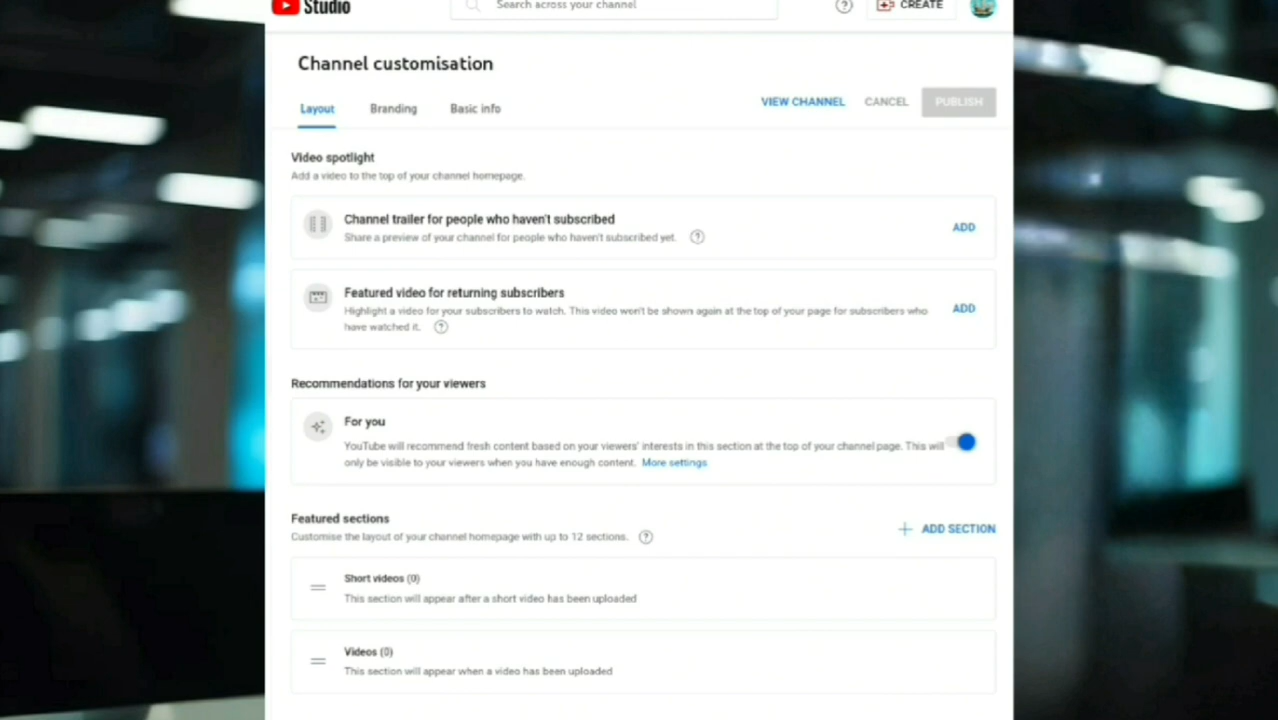 Studio
Search across your channel
CREATE
Channel customisation
Layout
Branding
Basic info
VIEW CHANNEL
CANCEL
PUBLISH
Video spotlight
Add a video to the top of your channel homepage.
Channel trailer for people who haven't subscribed
Share a preview of your channel for people who haven't subscribed yet.
ADD
Featured video for returning subscribers
Highlight a video for your subscribers to watch. This video won't be shown again at the top of your page for subscribers who
have watched it.
ADD
Recommendations for your viewers
For you
YouTube will recommend fresh content based on your viewers' interests in this section at the top of your channel page. This will
only be visible to your viewers when you have enough content. More settings
Featured sections
Customise the layout of your channel homepage with up to 12 sections.
ADD SECTION
Short videos (0)
This section will appear after a short video has been uploaded
Videos (0)
This section will appear when a video has been uploaded